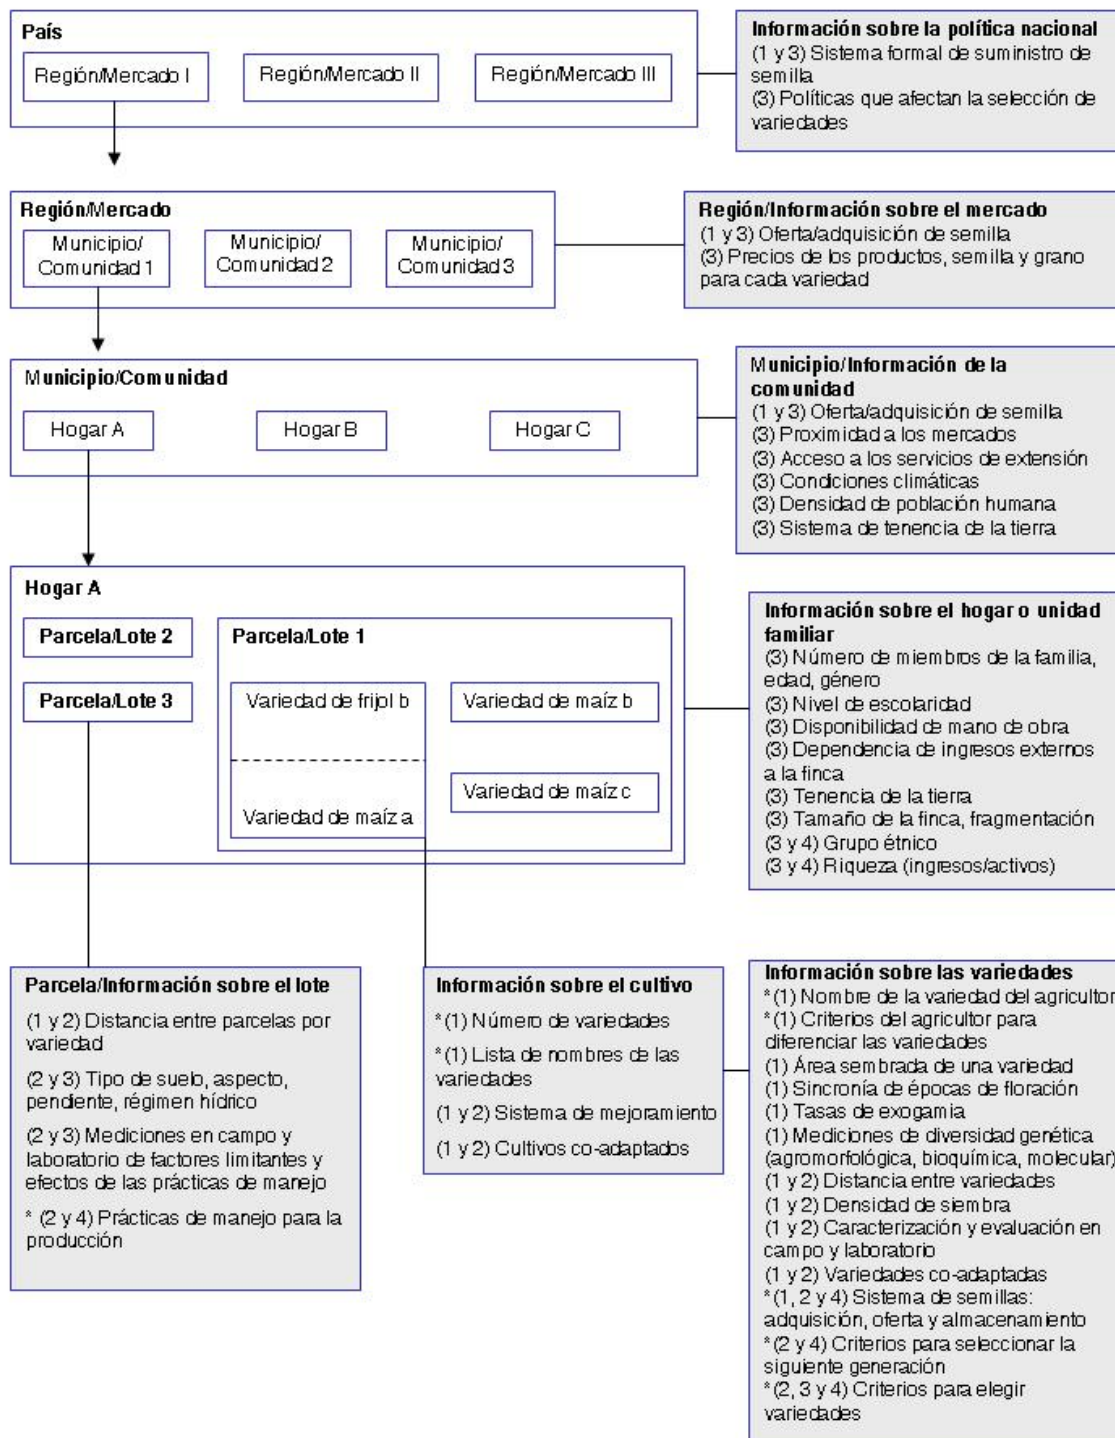 País
Región/Mercado I
Región/Mercado II
Región/Mercado III
Información sobre la política nacional
(1 y 3) Sistema formal de suministro de
semilla
(3) Políticas que afectan la selección de
variedades
Región/Mercado
Municipio/
Comunidad 1
Municipio/
Comunidad 2
Municipio/
Comunidad 3
Región/Información sobre el mercado
(1 y 3) Oferta/adquisición de semilla
(3) Precios de los productos, semilla y grano
para cada variedad
Municipio/Comunidad
Hogar A
Hogar B
Hogar C
Municipio/Información de la
comunidad
(1 y 3) Oferta/adquisición de semilla
(3) Proximidad a los mercados
(3) Acceso a los servicios de extensión
(3) Condiciones climáticas
(3) Densidad de población humana
(3) Sistema de tenencia de la tierra
Hogar A
Parcela/Lote 2
Parcela/Lote 3
Parcela/Lote 1
Variedad de frijol b
Variedad de maíz a
Variedad de maíz b
Variedad de maíz c
Información sobre el hogar o unidad
familiar
(3) Número de miembros de la familia,
edad, género
(3) Nivel de escolaridad
(3) Disponibilidad de mano de obra
(3) Dependencia de ingresos externos
a la finca
(3) Tenencia de la tierra
(3) Tamaño de la finca, fragmentación
(3 y 4) Grupo étnico
(3 y 4) Riqueza (ingresos/activos)
Parcela/Información sobre el lote
(1 y 2) Distancia entre parcelas por
variedad
(2 y 3) Tipo de suelo, aspecto,
pendiente, régimen hídrico
(2 y 3) Mediciones en campo y
laboratorio de factores limitantes y
efectos de las prácticas de manejo
* (2 y 4) Prácticas de manejo para la
producción
Información sobre el cultivo
*(1) Número de variedades
*(1) Lista de nombres de las
variedades
(1 y 2) Sistema de mejoramiento
(1 y 2) Cultivos co-adaptados
Información sobre las variedades
*(1) Nombre de la variedad del agricultor
*(1) Criterios del agricultor para
diferenciar las variedades
(1) Área sembrada de una variedad
(1) Sincronía de épocas de floración
(1) Tasas de exogamia
(1) Mediciones de diversidad genética
(agromorfológica, bioquímica, molecular)
(1 y 2) Distancia entre variedades
(1 y 2) Densidad de siembra
(1 y 2) Caracterización y evaluación en
campo y laboratorio
(1 y 2) Variedades co-adaptadas
*(1, 2 y 4) Sistema de semillas:
adquisición, oferta y almacenamiento
*(2 y 4) Criterios para seleccionar la
siguiente generación
*(2, 3 y 4) Criterios para elegir
variedades